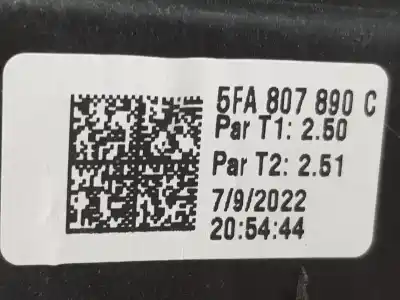 5FA 807 890 C
Par T1: 2.50
Par T2: 2.51
7/9/2022
20:54:44